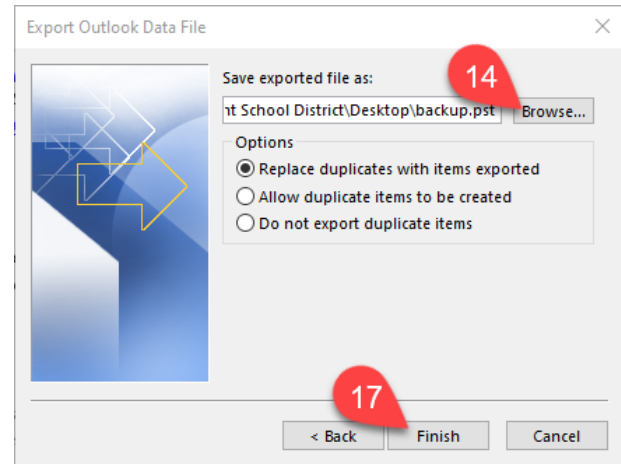 Export Outlook Data File
Save exported file as:
14
School District\Desktop\backup.pst
Browse...
Options
Replace duplicates with items exported
Allow duplicate items to be created
Do not export duplicate items
17
< Back
Finish
Cancel